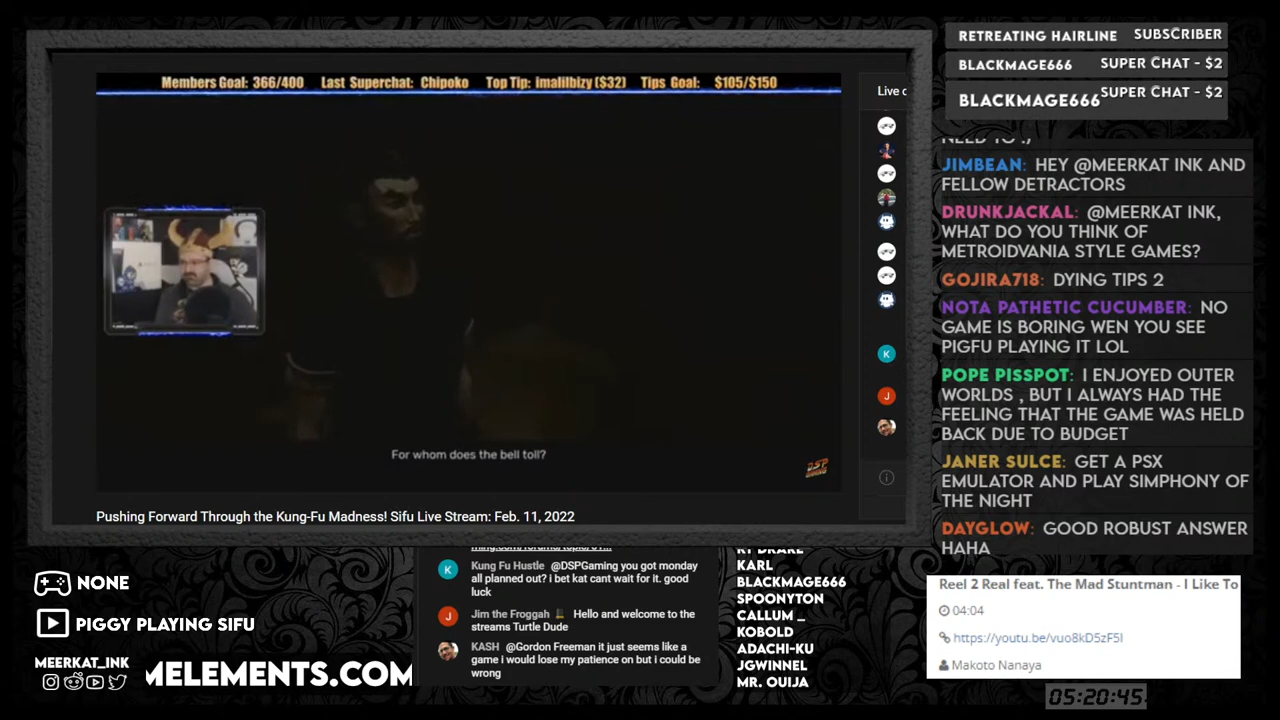 Members Goal: 366/400 Last Superchat: Chipoko Top Tip: imalilbizy ($32) Tips Goal: $105/$150
Live c
For whom does the bell toll?
DSP
GAMING
Pushing Forward Through the Kung-Fu Madness! Sifu Live Stream: Feb. 11, 2022
RETREATING HAIRLINE SUBSCRIBER
BLACKMAGE666 SUPER CHAT - $2
BLACKMAGE666 SUPER CHAT - $2
NEED TO :)
JIMBEAN: HEY @MEERKAT INK AND
FELLOW DETRACTORS
DRUNKJACKAL: @MEERKAT INK,
WHAT DO YOU THINK OF
METROIDVANIA STYLE GAMES?
GOJIRA718: DYING TIPS 2
NOTA PATHETIC CUCUMBER: NO
GAME IS BORING WEN YOU SEE
PIGFU PLAYING IT LOL
POPE PISSPOT: I ENJOYED OUTER
WORLDS , BUT I ALWAYS HAD THE
FEELING THAT THE GAME WAS HELD
BACK DUE TO BUDGET
JANER SULCE: GET A PSX
EMULATOR AND PLAY SIMPHONY OF
THE NIGHT
DAYGLOW: GOOD ROBUST ANSWER
HAHA
NONE
PIGGY PLAYING SIFU
MEERKAT_INK
MELEMENTS.COM
K
J
Kung Fu Hustle @DSPGaming you got monday
all planned out? i bet kat cant wait for it. good
luck
J
Jim the Froggah Hello and welcome to the
streams Turtle Dude
KASH @Gordon Freeman it just seems like a
game i would lose my patience on but i could be
wrong
KARL
BLACKMAGE666
SPOONYTON
CALLUM _
KOBOLD
ADACHI-KU
JGWINNEL
MR. OUIJA
Reel 2 Real feat. The Mad Stuntman - I Like To
04:04
https://youtu.be/vuo8kD5zF5I
Makoto Nanaya
05:20:45